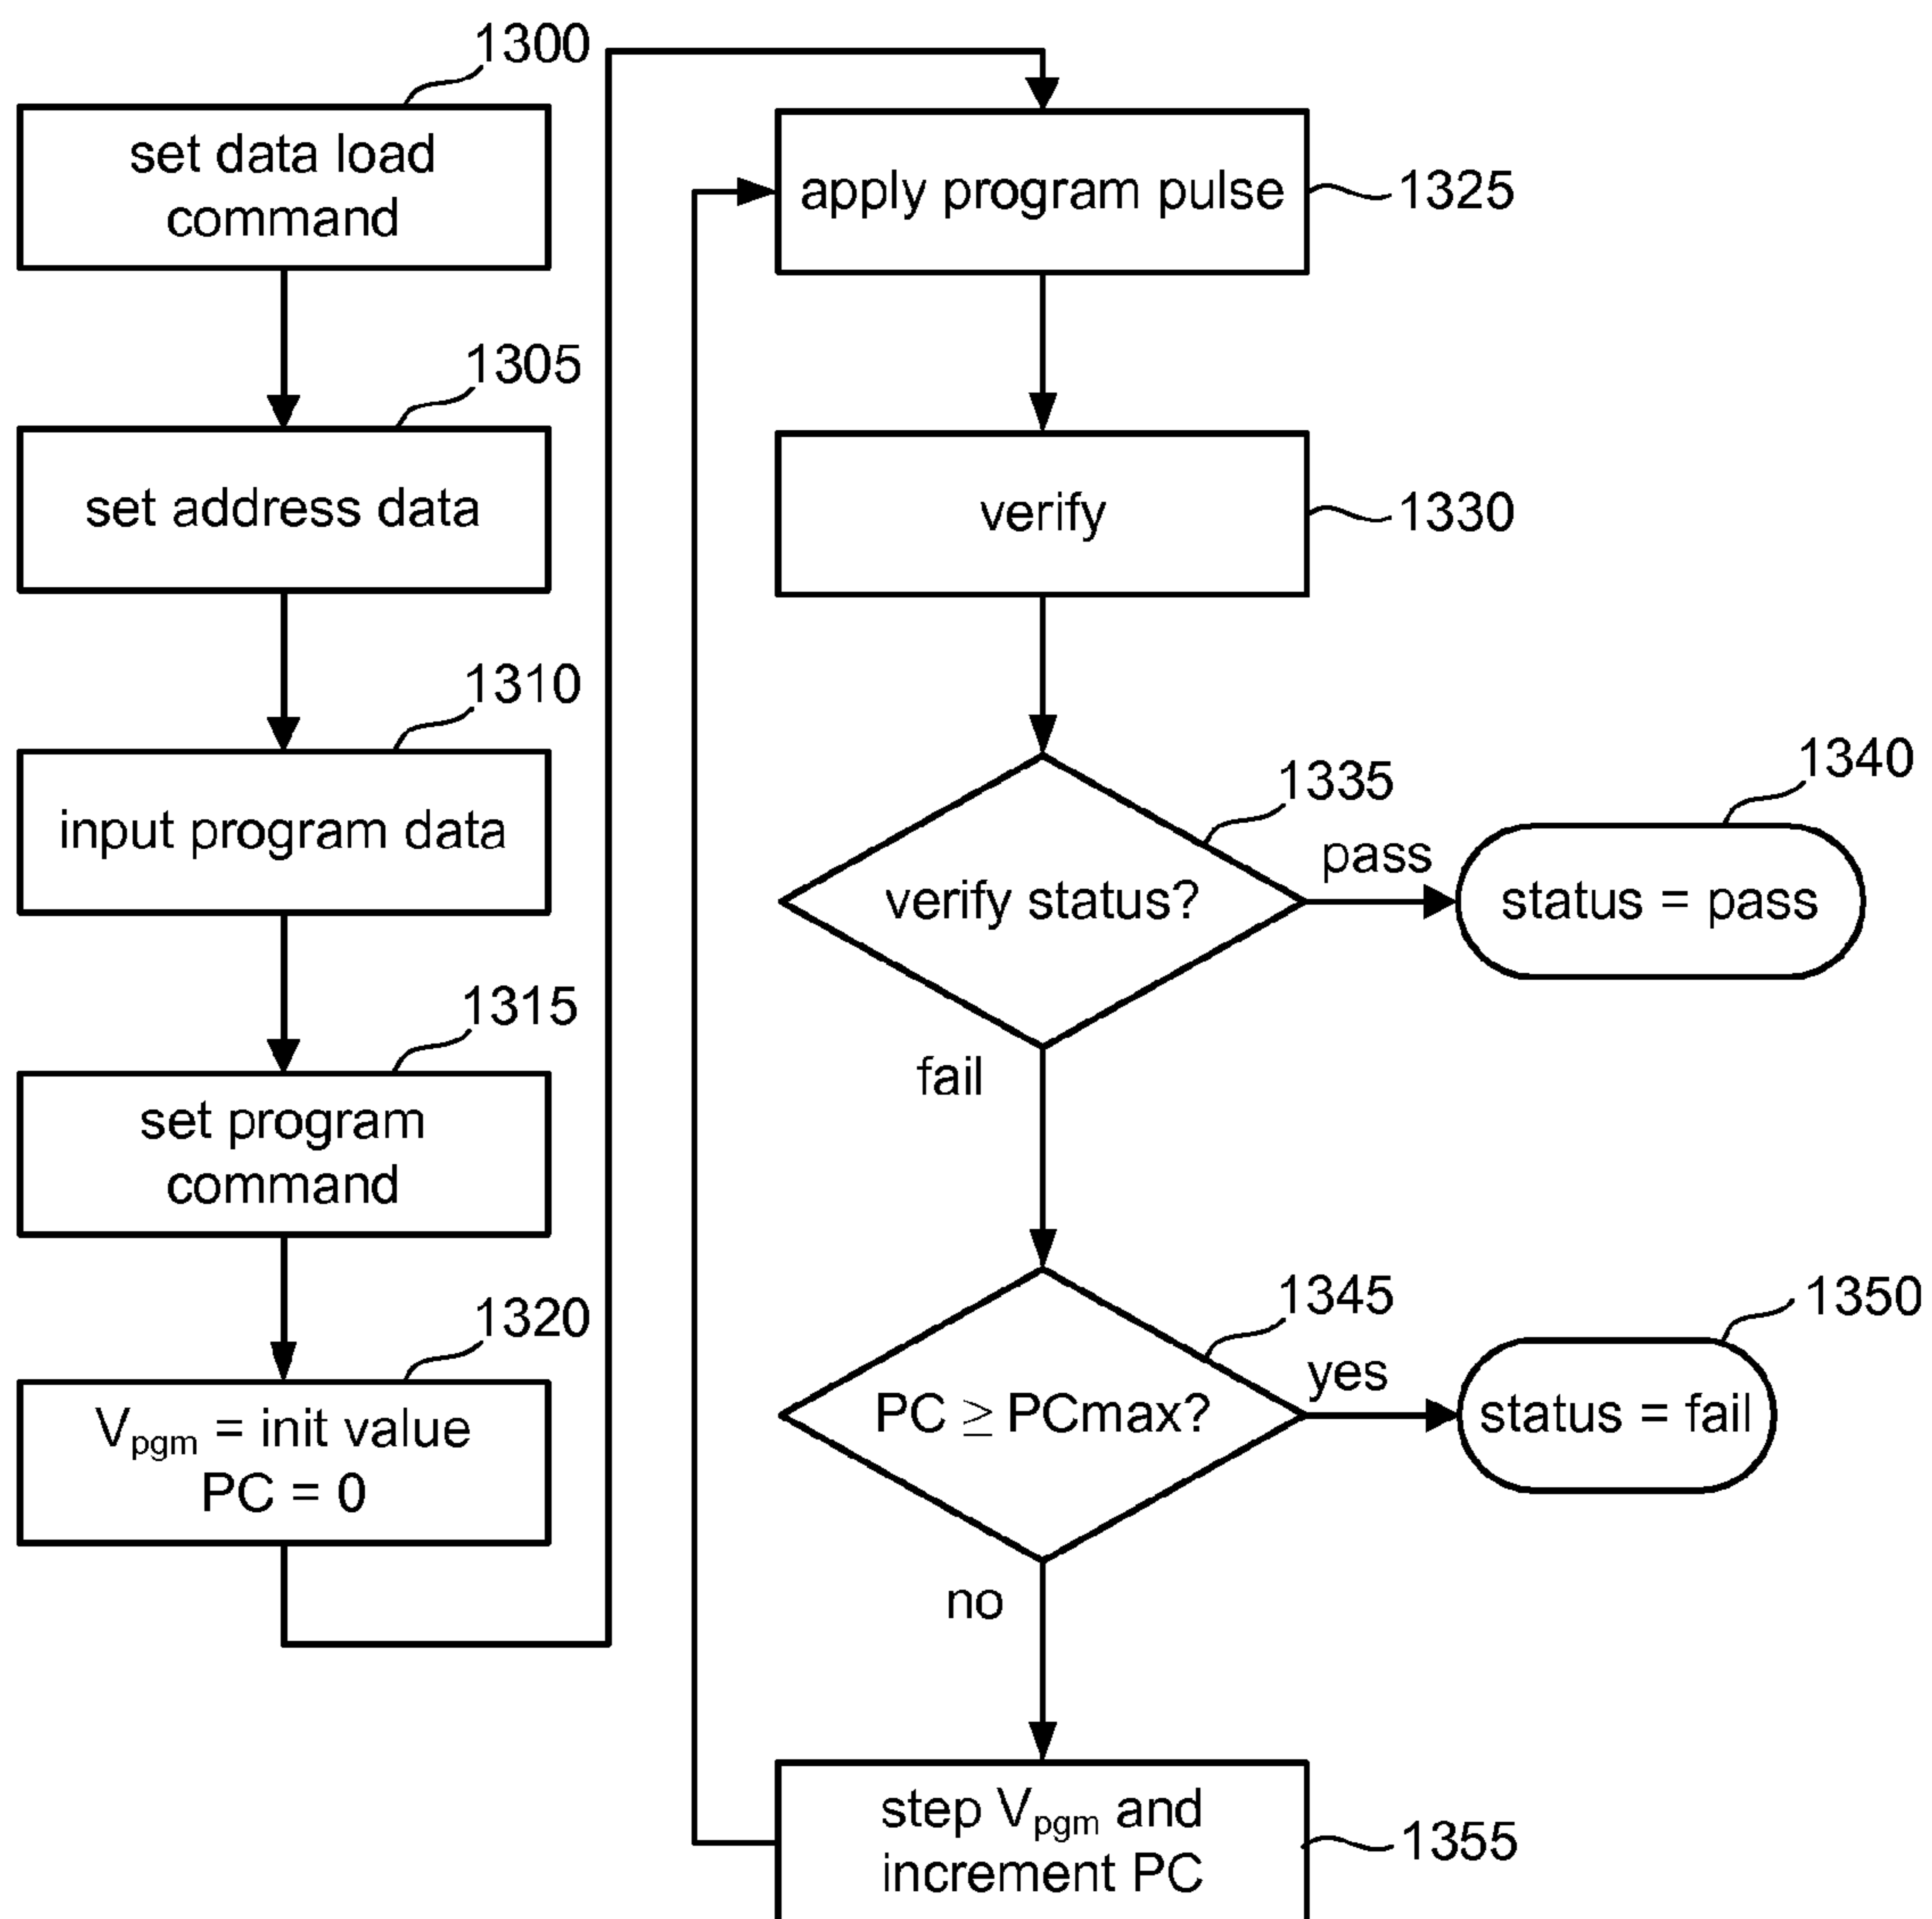 1300
set data load
command
1305
set address data
1310
input program data
1315
set program
command
1320
Vpgm = init value
PC = 0
apply program pulse
1325
verify
1330
1335
verify status?
pass
1340
status = pass
fail
1345
PC ≥ PCmax?
yes
1350
status = fail
no
step Vpgm and
increment PC
1355